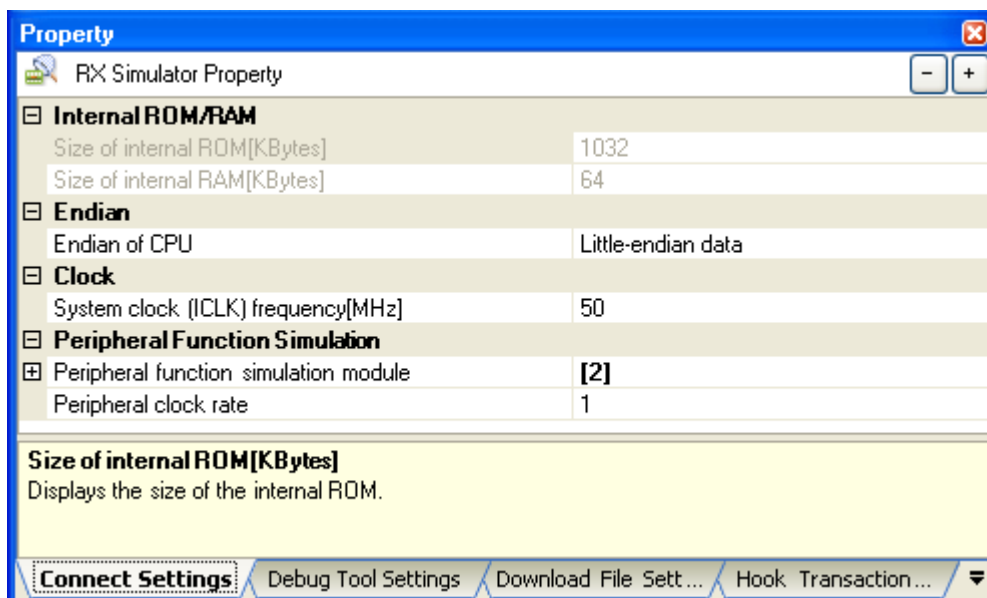 Property
RX Simulator Property
Internal ROM/RAM
Size of internal ROM[KBytes] 1032
Size of internal RAM[KBytes] 64
Endian
Endian of CPU Little-endian data
Clock
System clock (ICLK) frequency[MHz] 50
Peripheral Function Simulation
Peripheral function simulation module [2]
Peripheral clock rate 1
Size of internal ROM[KBytes]
Displays the size of the internal ROM.
Connect Settings Debug Tool Settings Download File Sett... Hook Transaction...